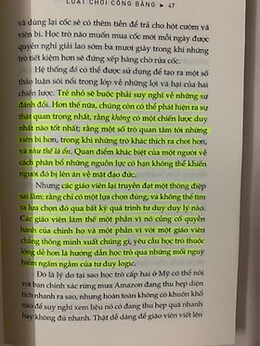 LUẬT CHƠI CÔNG BẰNG ▸ 47
loại cốc sẽ có thêm tiền để trả cho hột cườm và
viên bi. Học trò nào muốn mua cốc mới mỗi ngày được
quyền nghỉ giải lao sớm ba mươi giây trong khi những
trò tiết kiệm hơn sẽ đứng xếp hàng chờ rửa cốc.
Hệ thống đó có thể được sử dụng để tạo ra một số
thảo luận trong lớp về những lợi và hại của hai
chiến lược. Trẻ nhỏ sẽ buộc phải suy nghĩ về những sự
đánh đổi. Hơn thế nữa, chúng còn có thể phát hiện ra sự
thật quan trọng nhất, rằng không có một chiến lược duy
nhất nào tốt nhất; rằng một số trò quan tâm tới những
viên bi hơn, trong khi những trò khác thích ra chơi hơn,
và như thế là ổn. Quan điểm khác biệt của một người về
cách phân bổ những nguồn lực có hạn không thể khiến
người đó bị lên án về mặt đạo đức.
Nhưng các giáo viên lại truyền đạt một thông điệp
sai lầm; rằng chỉ có một lựa chọn đúng, và không thể tìm
ra lựa chọn đó qua bất kỳ quá trình tư duy duy lý nào.
Các giáo viên làm thế một phần vì nó củng cố quyền
hành của chính họ và một phần vì với một giáo viên
chẳng thông minh xuất chúng gì, yêu cầu học trò thuộc
lòng dễ hơn là hướng dẫn học trò qua những mối nguy
hiểm ngấm ngầm của tư duy logic.
Đó là lý do tại sao học trò cấp hai ở Mỹ có thể nói
với bạn chính xác rừng mưa Amazon đang thu hẹp diện
tích nhanh ra sao, nhưng hoàn toàn không có khuôn khổ
nào để suy nghĩ xem liệu nó có đang thu hẹp quá nhanh
hay không đủ nhanh. Thật dễ dàng để giáo viên viết lên